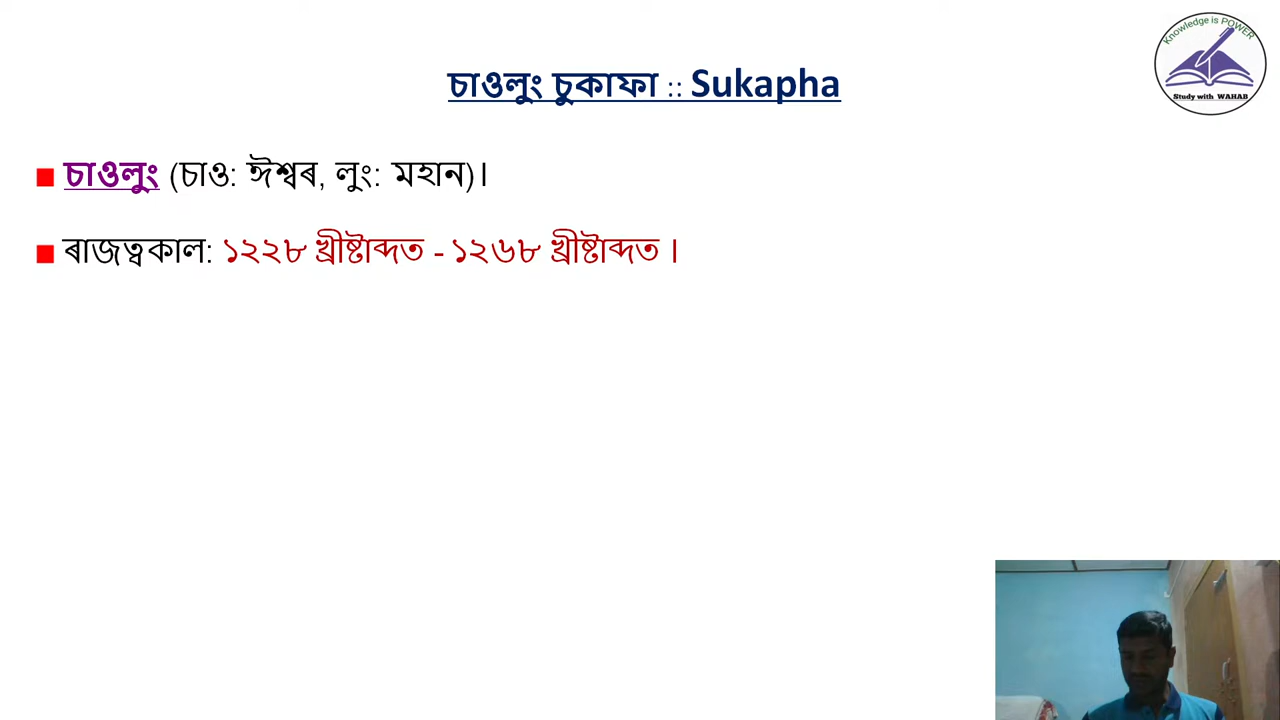 Knowledge is POWER
Study with WAHAB
চাওলুং চুকাফা :: Sukapha
চাওলুং (চাও: ঈশ্বৰ, লুং: মহান)।
ৰাজত্বকাল: ১২২৮ খ্ৰীষ্টাব্দত - ১২৬৮ খ্ৰীষ্টাব্দত ।